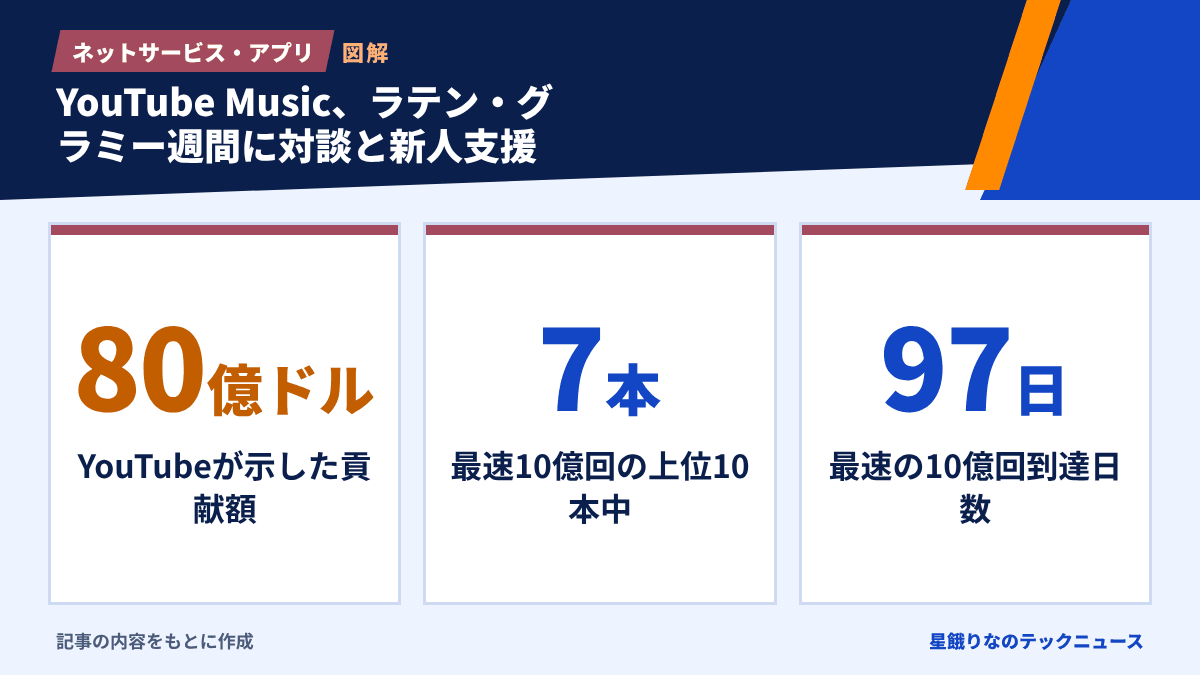 ネットサービス・アプリ 図解
YouTube Music、ラテン・グ
ラミー週間に対談と新人支援
80億ドル
YouTubeが示した貢
献額
7本
最速10億回の上位10
本中
97日
最速の10億回到達日
数
記事の内容をもとに作成
星餓りなのテックニュース